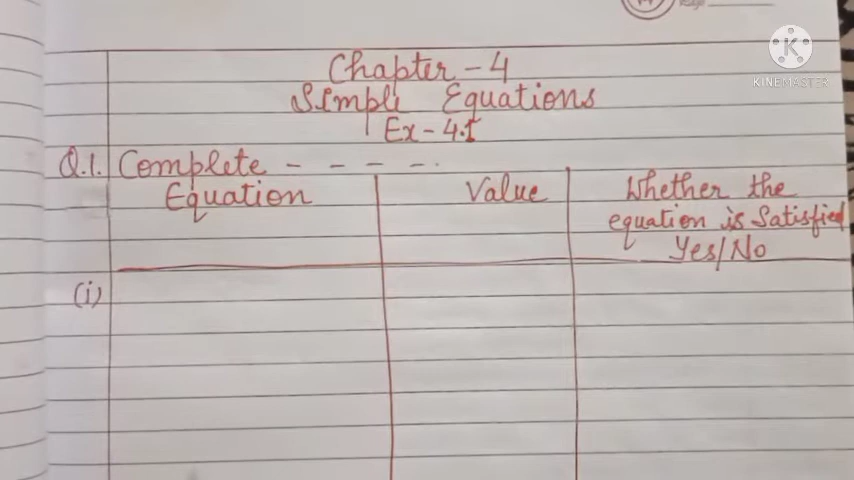 KINEMASTER
Chapter - 4
Simple Equations
Ex - 4.1
Q.1. Complete - - - - .
Equation Value Whether the
equation is Satisfied
Yes/No
(i)